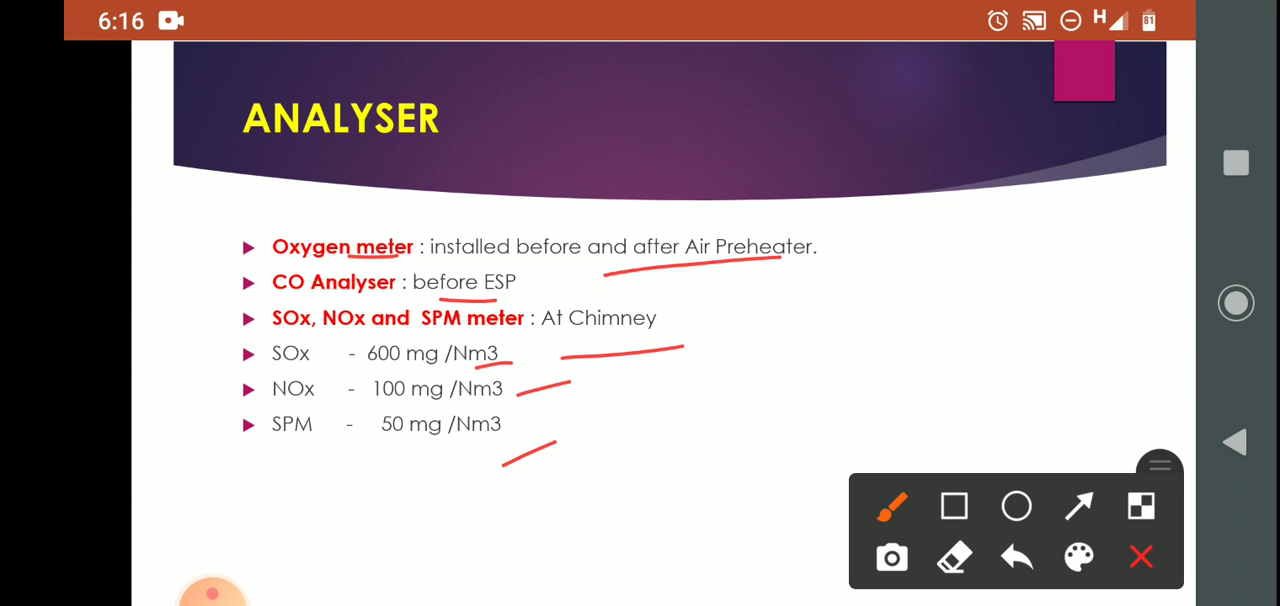 6:16
H
81
ANALYSER
Oxygen meter : installed before and after Air Preheater.
CO Analyser : before ESP
SOx, NOx and SPM meter : At Chimney
SOx - 600 mg /Nm3
NOx - 100 mg /Nm3
SPM - 50 mg /Nm3